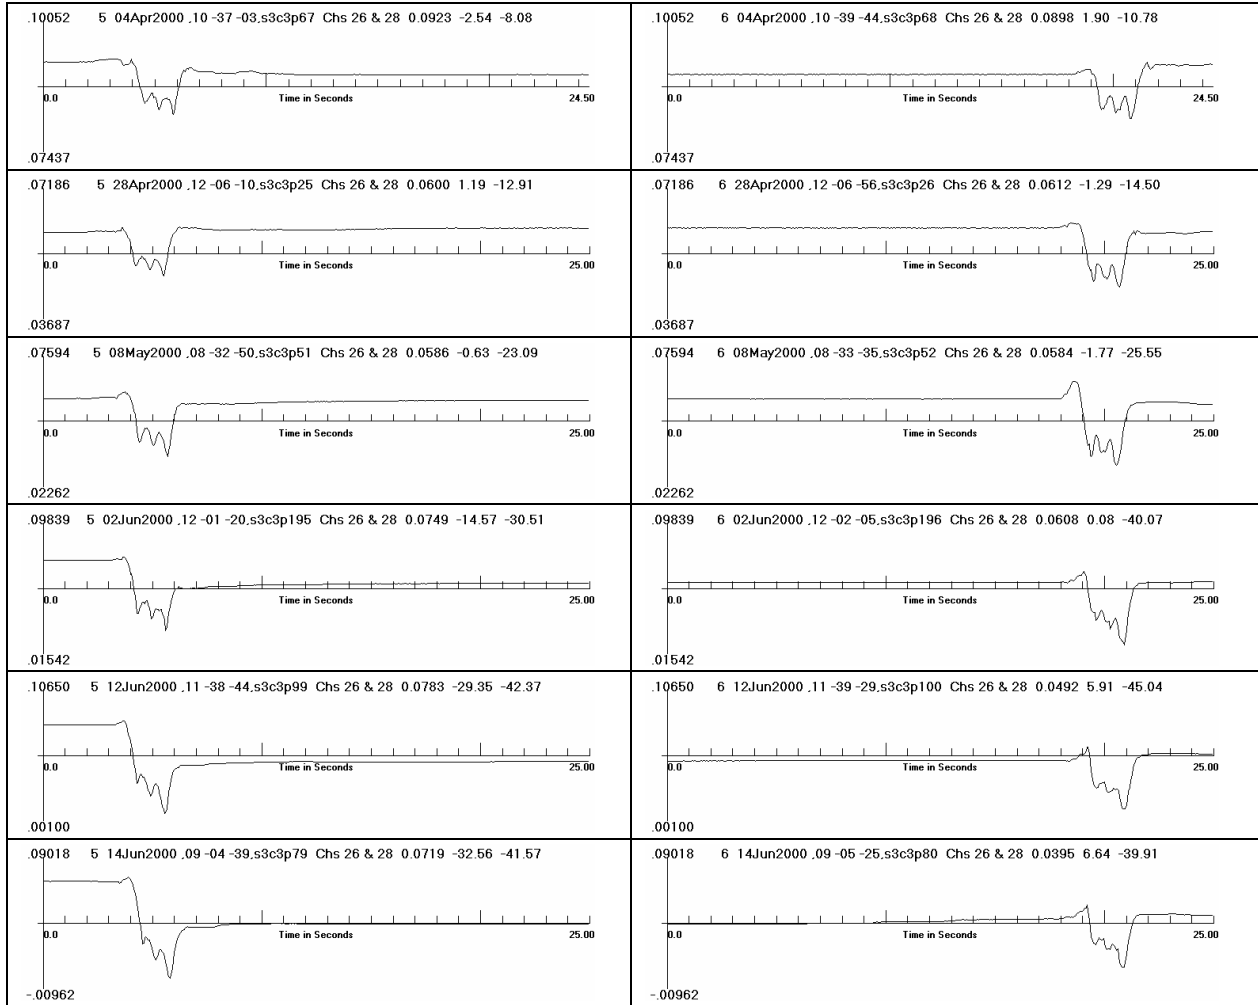 .10052 5 04Apr2000 ,10 -37 -03,s3c3p67 Chs 26 & 28 0.0923 -2.54 -8.08
0.0 Time in Seconds 24.50
.07437
.10052 6 04Apr2000 ,10 -39 -44,s3c3p68 Chs 26 & 28 0.0898 1.90 -10.78
0.0 Time in Seconds 24.50
.07437
.07186 5 28Apr2000 ,12 -06 -10,s3c3p25 Chs 26 & 28 0.0600 1.19 -12.91
0.0 Time in Seconds 25.00
.03687
.07186 6 28Apr2000 ,12 -06 -56,s3c3p26 Chs 26 & 28 0.0612 -1.29 -14.50
0.0 Time in Seconds 25.00
.03687
.07594 5 08May2000 ,08 -32 -50,s3c3p51 Chs 26 & 28 0.0586 -0.63 -23.09
0.0 Time in Seconds 25.00
.02262
.07594 6 08May2000 ,08 -33 -35,s3c3p52 Chs 26 & 28 0.0584 -1.77 -25.55
0.0 Time in Seconds 25.00
.02262
.09839 5 02Jun2000 ,12 -01 -20,s3c3p195 Chs 26 & 28 0.0749 -14.57 -30.51
0.0 Time in Seconds 25.00
.01542
.09839 6 02Jun2000 ,12 -02 -05,s3c3p196 Chs 26 & 28 0.0608 0.08 -40.07
0.0 Time in Seconds 25.00
.01542
.10650 5 12Jun2000 ,11 -38 -44,s3c3p99 Chs 26 & 28 0.0783 -29.35 -42.37
0.0 Time in Seconds 25.00
.00100
.10650 6 12Jun2000 ,11 -39 -29,s3c3p100 Chs 26 & 28 0.0492 5.91 -45.04
0.0 Time in Seconds 25.00
.00100
.09018 5 14Jun2000 ,09 -04 -39,s3c3p79 Chs 26 & 28 0.0719 -32.56 -41.57
0.0 Time in Seconds 25.00
-.00962
.09018 6 14Jun2000 ,09 -05 -25,s3c3p80 Chs 26 & 28 0.0395 6.64 -39.91
0.0 Time in Seconds 25.00
-.00962